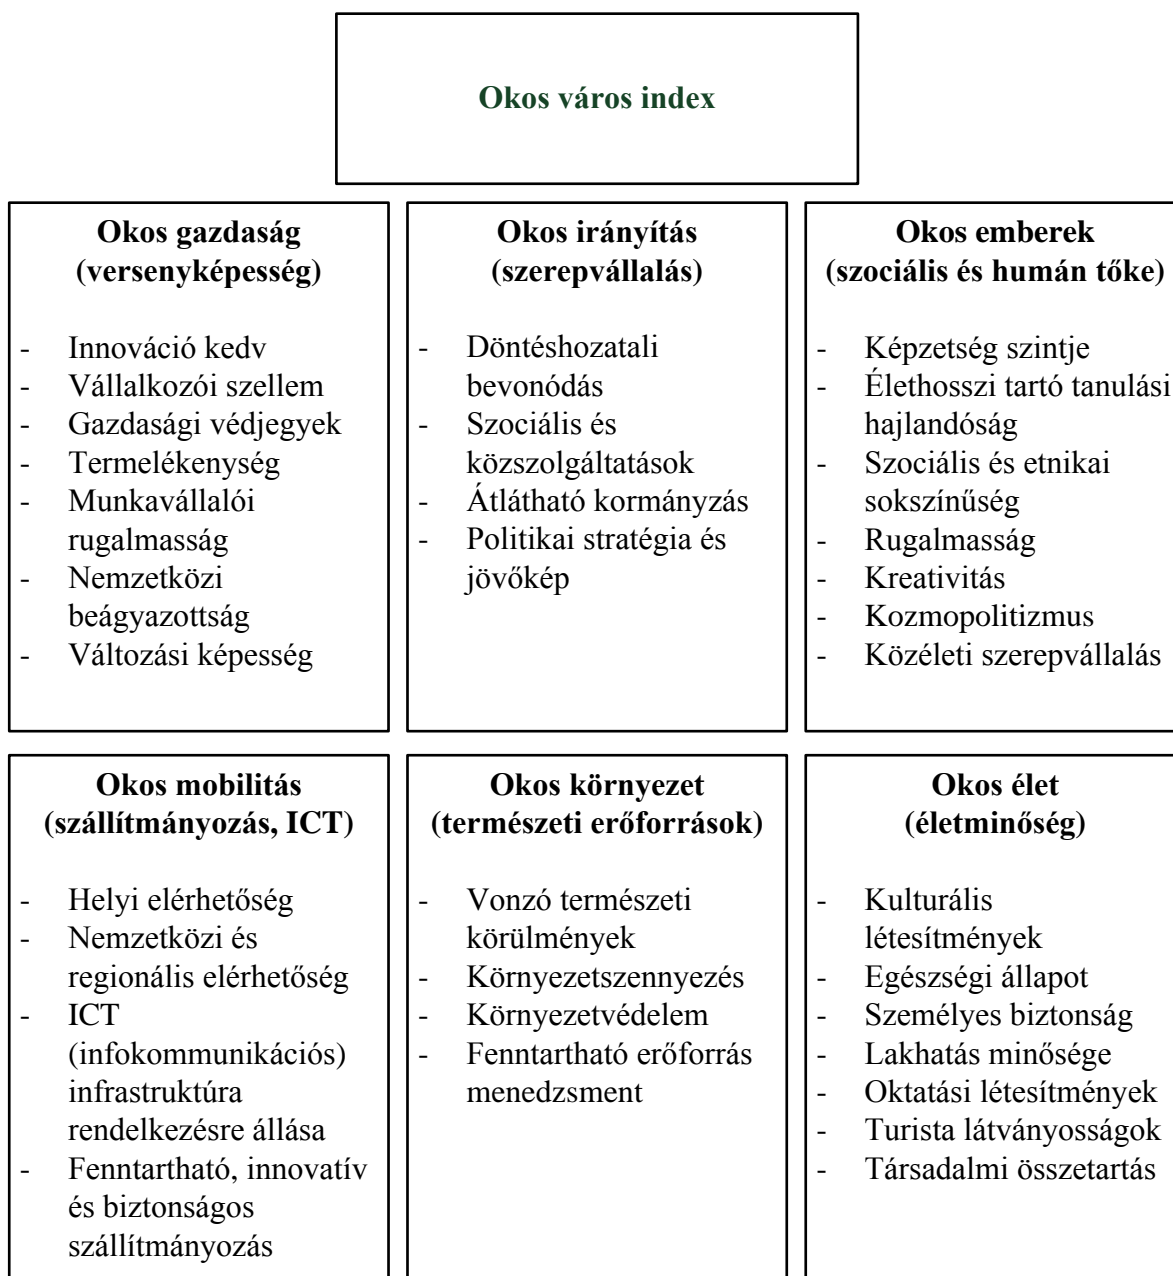 Okos város index
Okos gazdaság
(versenyképesség)
- Innováció kedv
- Vállalkozói szellem
- Gazdasági védjegyek
- Termelékenység
- Munkavállalói
rugalmasság
- Nemzetközi
beágyazottság
- Változási képesség
Okos irányítás
(szerepvállalás)
- Döntéshozatali
bevonódás
- Szociális és
közszolgáltatások
- Átlátható kormányzás
- Politikai stratégia és
jövőkép
Okos emberek
(szociális és humán tőke)
- Képzetség szintje
- Élethosszi tartó tanulási
hajlandóság
- Szociális és etnikai
sokszínűség
- Rugalmasság
- Kreativitás
- Kozmopolitizmus
- Közéleti szerepvállalás
Okos mobilitás
(szállítmányozás, ICT)
- Helyi elérhetőség
- Nemzetközi és
regionális elérhetőség
- ICT
(infokommunikációs)
infrastruktúra
rendelkezésre állása
- Fenntartható, innovatív
és biztonságos
szállítmányozás
Okos környezet
(természeti erőforrások)
- Vonzó természeti
körülmények
- Környezetszennyezés
- Környezetvédelem
- Fenntartható erőforrás
menedzsment
Okos élet
(életminőség)
- Kulturális
létesítmények
- Egészségi állapot
- Személyes biztonság
- Lakhatás minősége
- Oktatási létesítmények
- Turista látványosságok
- Társadalmi összetartás